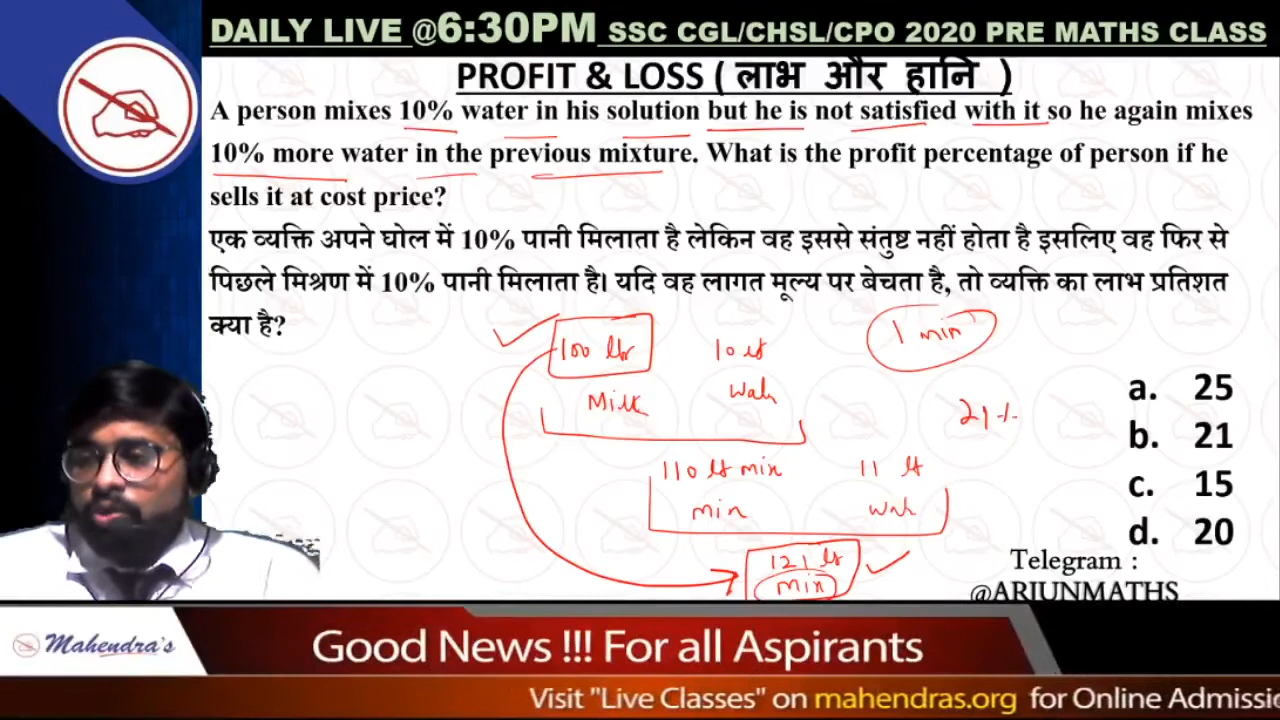 DAILY LIVE @6:30PM SSC CGL/CHSL/CPO 2020 PRE MATHS CLASS
PROFIT & LOSS ( लाभ और हानि )
A person mixes 10% water in his solution but he is not satisfied with it so he again mixes
10% more water in the previous mixture. What is the profit percentage of person if he
sells it at cost price?
एक व्यक्ति अपने घोल में 10% पानी मिलाता है लेकिन वह इससे संतुष्ट नहीं होता है इसलिए वह फिर से
पिछले मिश्रण में 10% पानी मिलाता है। यदि वह लागत मूल्य पर बेचता है, तो व्यक्ति का लाभ प्रतिशत
क्या है?
1 min
100 ltr 10 lt
Milk
21%
110 lt mix 11 lt
min
121 lt
mix
a. 25
b. 21
c. 15
d. 20
Telegram :
@ARJUNMATHS
Mahendra's
Good News !!! For all Aspirants
Visit "Live Classes" on mahendras.org for Online Admissi